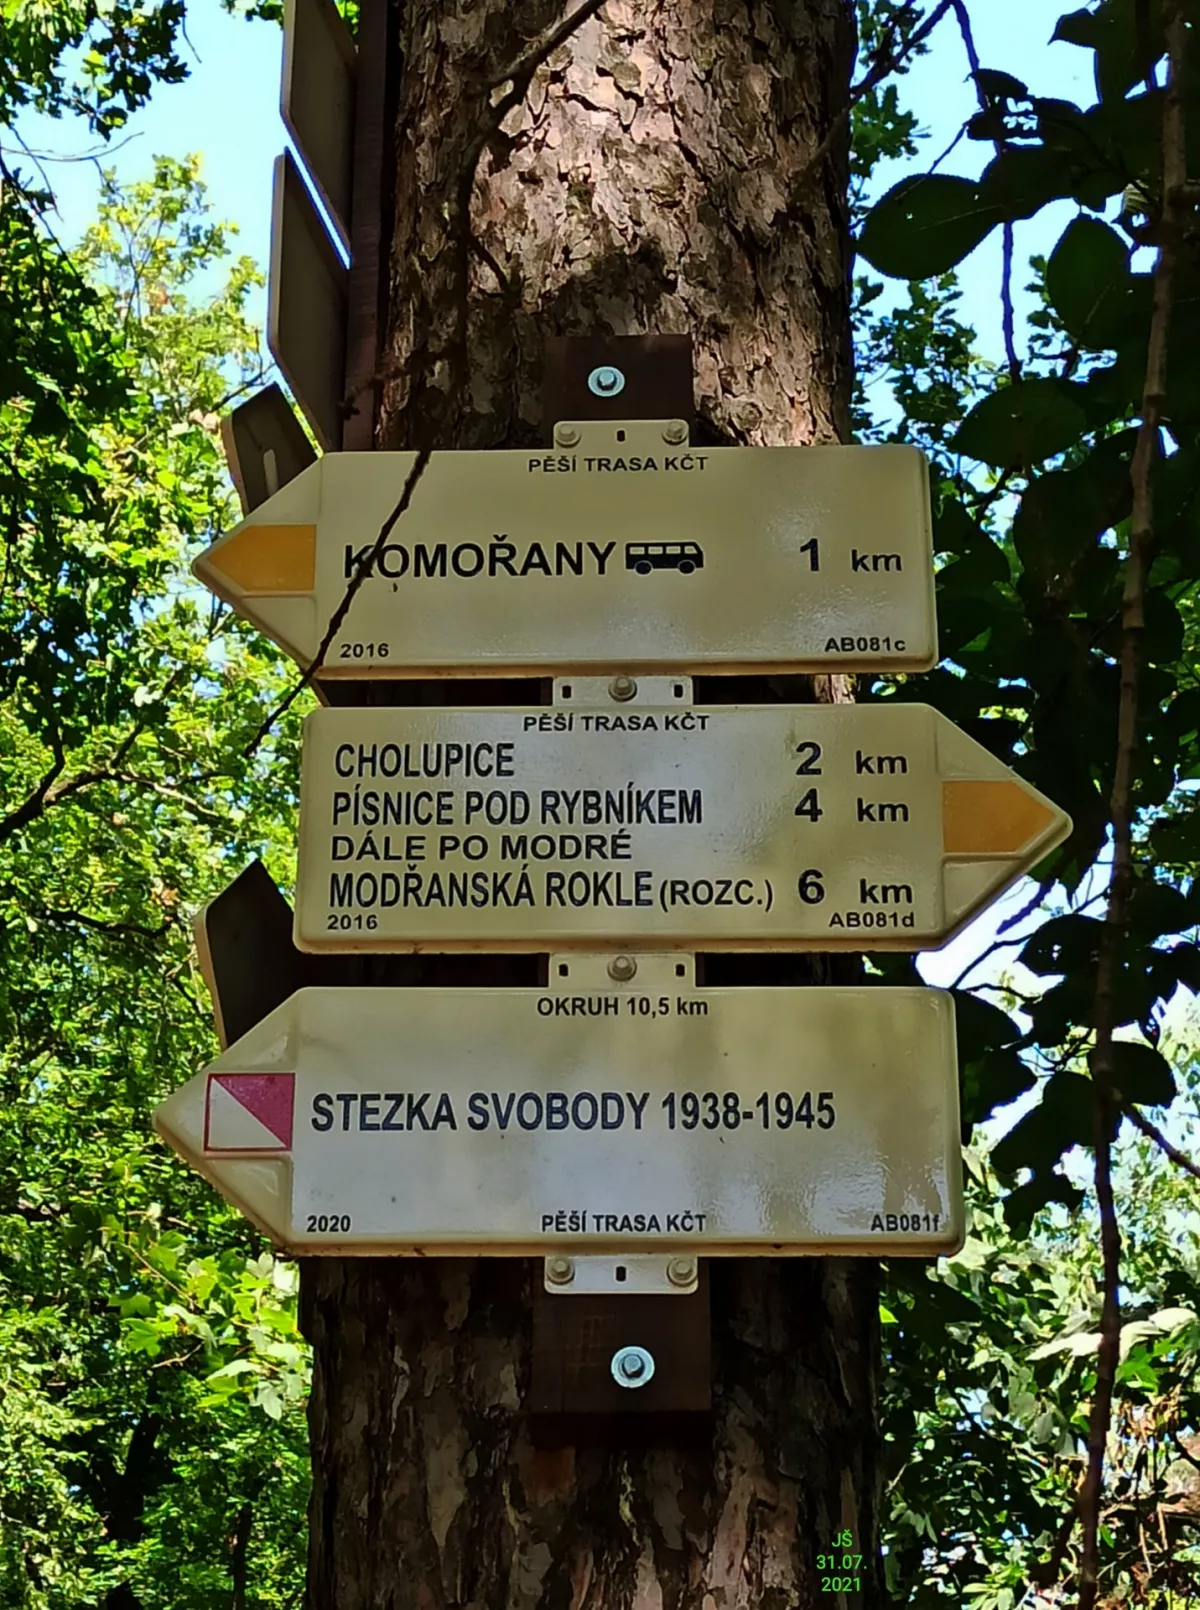 PĚŠÍ TRASA KČT
KOMOŘANY 1 km
2016 AB081c
PĚŠÍ TRASA KČT
CHOLUPICE 2 km
PÍSNICE POD RYBNÍKEM 4 km
DÁLE PO MODRÉ
MODŘANSKÁ ROKLE (ROZC.) 6 km
2016 AB081d
OKRUH 10,5 km
STEZKA SVOBODY 1938-1945
2020 PĚŠÍ TRASA KČT AB081f
JŠ
31.07.
2021